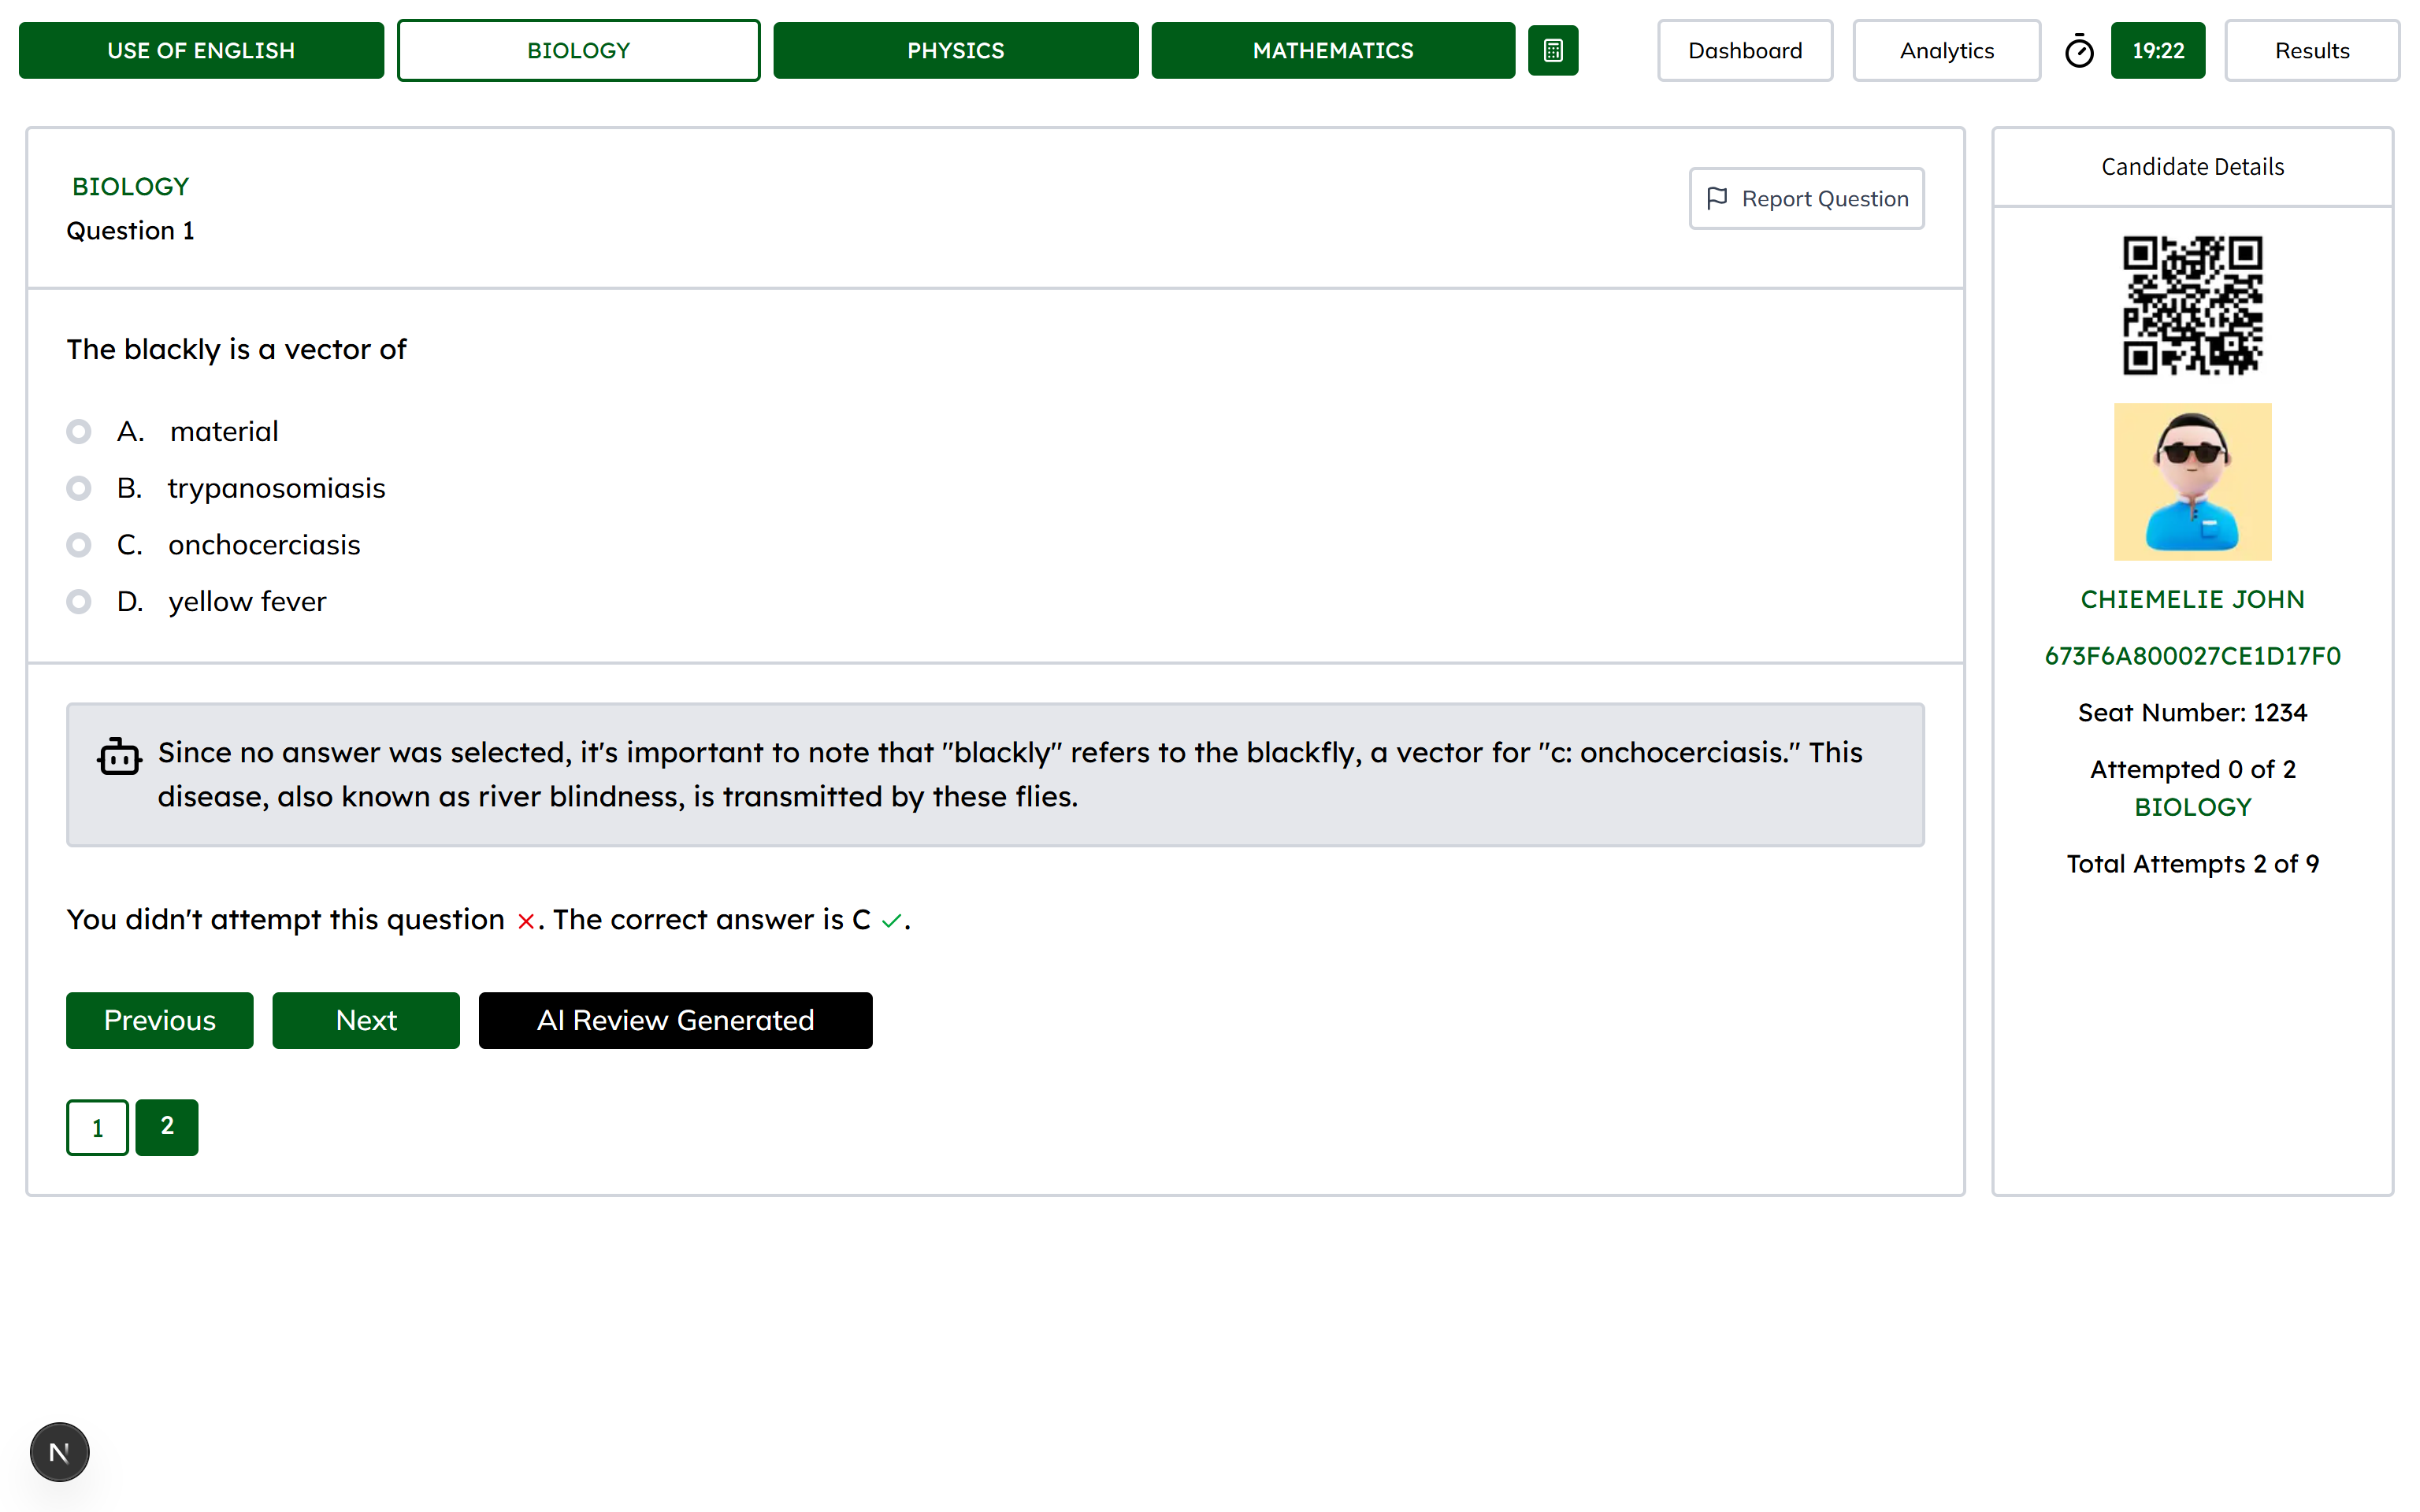 USE OF ENGLISH
BIOLOGY
PHYSICS
MATHEMATICS
Dashboard
Analytics
19:22
Results
BIOLOGY
Question 1
Report Question
The blackly is a vector of
A. material
B. trypanosomiasis
C. onchocerciasis
D. yellow fever
Since no answer was selected, it's important to note that "blackly" refers to the blackfly, a vector for "c: onchocerciasis." This
disease, also known as river blindness, is transmitted by these flies.
You didn't attempt this question ×. The correct answer is C ✓.
Previous
Next
AI Review Generated
1
2
Candidate Details
CHIEMELIE JOHN
673F6A800027CE1D17F0
Seat Number: 1234
Attempted 0 of 2
BIOLOGY
Total Attempts 2 of 9
N